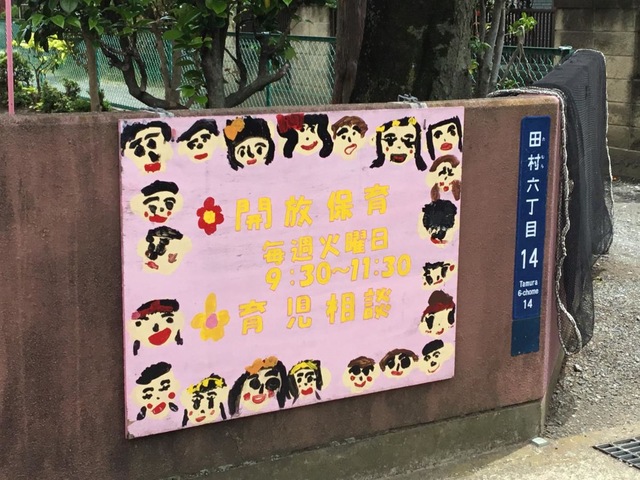 開放保育
毎週火曜日
9:30～11:30
育児相談
田村六丁目
14
Tamura
6-chome
14